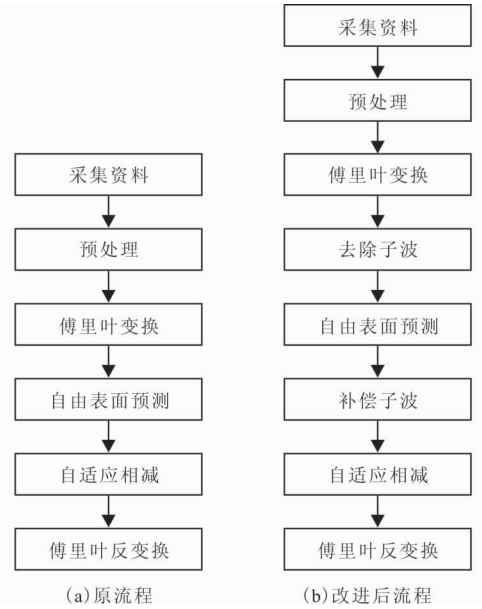 采集资料
预处理
傅里叶变换
自由表面预测
自适应相减
傅里叶反变换
(a)原流程
采集资料
预处理
傅里叶变换
去除子波
自由表面预测
补偿子波
自适应相减
傅里叶反变换
(b)改进后流程